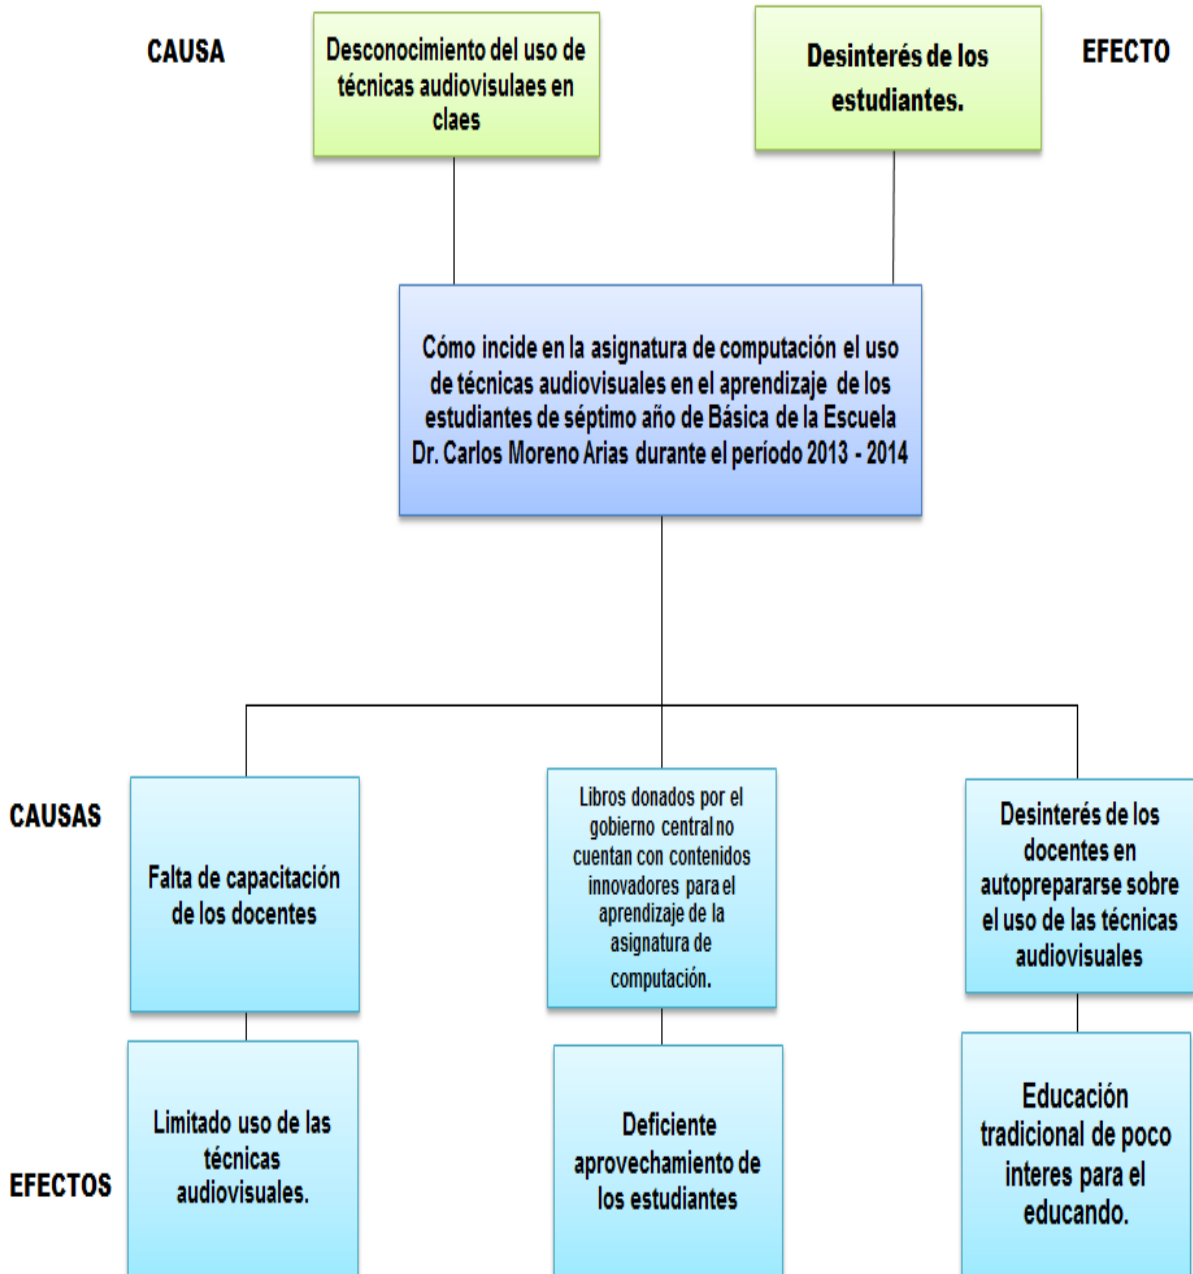 CAUSA
Desconocimiento del uso de
técnicas audiovisulaes en
claes
Desinterés de los
estudiantes.
EFECTO
Cómo incide en la asignatura de computación el uso
de técnicas audiovisuales en el aprendizaje de los
estudiantes de séptimo año de Básica de la Escuela
Dr. Carlos Moreno Arias durante el período 2013 - 2014
CAUSAS
Falta de capacitación
de los docentes
Libros donados por el
gobierno central no
cuentan con contenidos
innovadores para el
aprendizaje de la
asignatura de
computación.
Desinterés de los
docentes en
autoprepararse sobre
el uso de las técnicas
audiovisuales
EFECTOS
Limitado uso de las
técnicas
audiovisuales.
Deficiente
aprovechamiento de
los estudiantes
Educación
tradicional de poco
interes para el
educando.